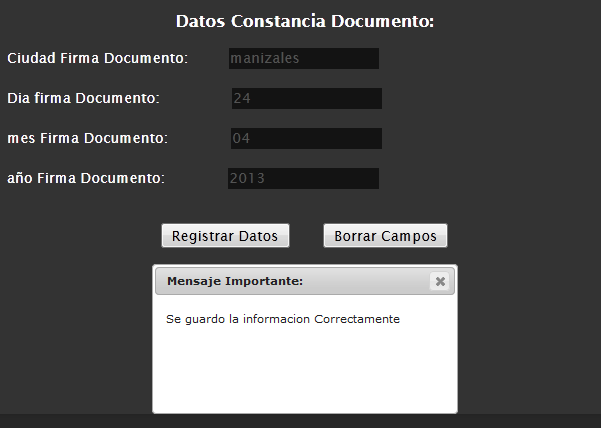 Datos Constancia Documento:
Ciudad Firma Documento: manizales
Dia firma Documento: 24
mes Firma Documento: 04
año Firma Documento: 2013
Registrar Datos Borrar Campos
Mensaje Importante:
Se guardo la informacion Correctamente